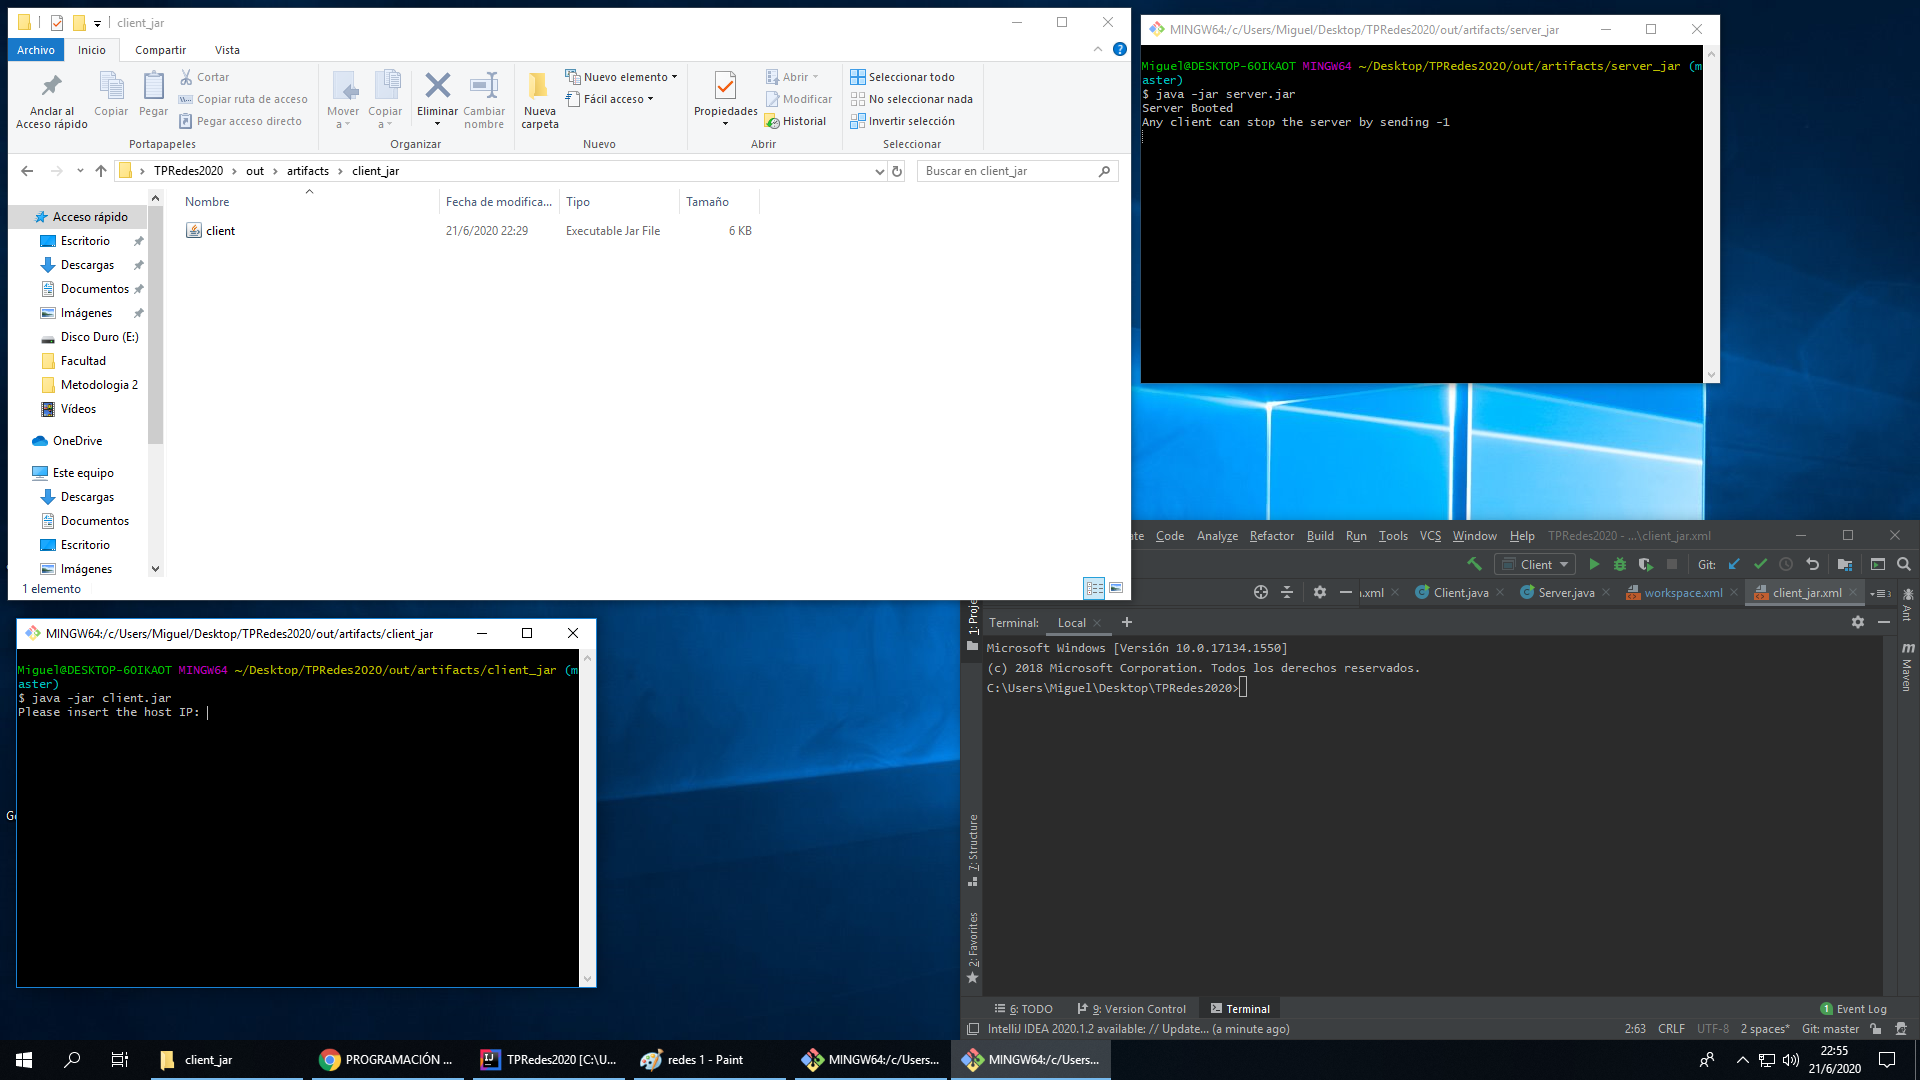 client_jar
Archivo Inicio Compartir Vista
Anclar al Acceso rápido
Copiar
Pegar
Cortar
Copiar ruta de acceso
Pegar acceso directo
Portapapeles
Mover a
Copiar a
Eliminar
Cambiar nombre
Organizar
Nueva carpeta
Nuevo elemento
Fácil acceso
Nuevo
Propiedades
Abrir
Modificar
Historial
Abrir
Seleccionar todo
No seleccionar nada
Invertir selección
Seleccionar
TPRedes2020 › out › artifacts › client_jar
Buscar en client_jar
Nombre Fecha de modifica... Tipo Tamaño
client 21/6/2020 22:29 Executable Jar File 6 KB
Acceso rápido
Escritorio
Descargas
Documentos
Imágenes
Disco Duro (E:)
Facultad
Metodologia 2
Vídeos
OneDrive
Este equipo
Descargas
Documentos
Escritorio
Imágenes
1 elemento
MINGW64:/c/Users/Miguel/Desktop/TPRedes2020/out/artifacts/server_jar
Miguel@DESKTOP-6OIKAOT MINGW64 ~/Desktop/TPRedes2020/out/artifacts/server_jar (m
aster)
$ java -jar server.jar
Server Booted
Any client can stop the server by sending -1
MINGW64:/c/Users/Miguel/Desktop/TPRedes2020/out/artifacts/client_jar
Miguel@DESKTOP-6OIKAOT MINGW64 ~/Desktop/TPRedes2020/out/artifacts/client_jar (m
aster)
$ java -jar client.jar
Please insert the host IP:
ate Code Analyze Refactor Build Run Tools VCS Window Help TPRedes2020 - ...\client_jar.xml
Client Git:
ı.xml Client.java Server.java workspace.xml client_jar.xml
Terminal: Local
Microsoft Windows [Versión 10.0.17134.1550]
(c) 2018 Microsoft Corporation. Todos los derechos reservados.
C:\Users\Miguel\Desktop\TPRedes2020>
1: Proje
7: Structure
2: Favorites
Ant
Maven
6: TODO 9: Version Control Terminal 1 Event Log
IntelliJ IDEA 2020.1.2 available: // Update... (a minute ago) 2:63 CRLF UTF-8 2 spaces* Git: master
client_jar PROGRAMACIÓN ... TPRedes2020 [C:\U... redes 1 - Paint MINGW64:/c/Users... MINGW64:/c/Users...
22:55
21/6/2020